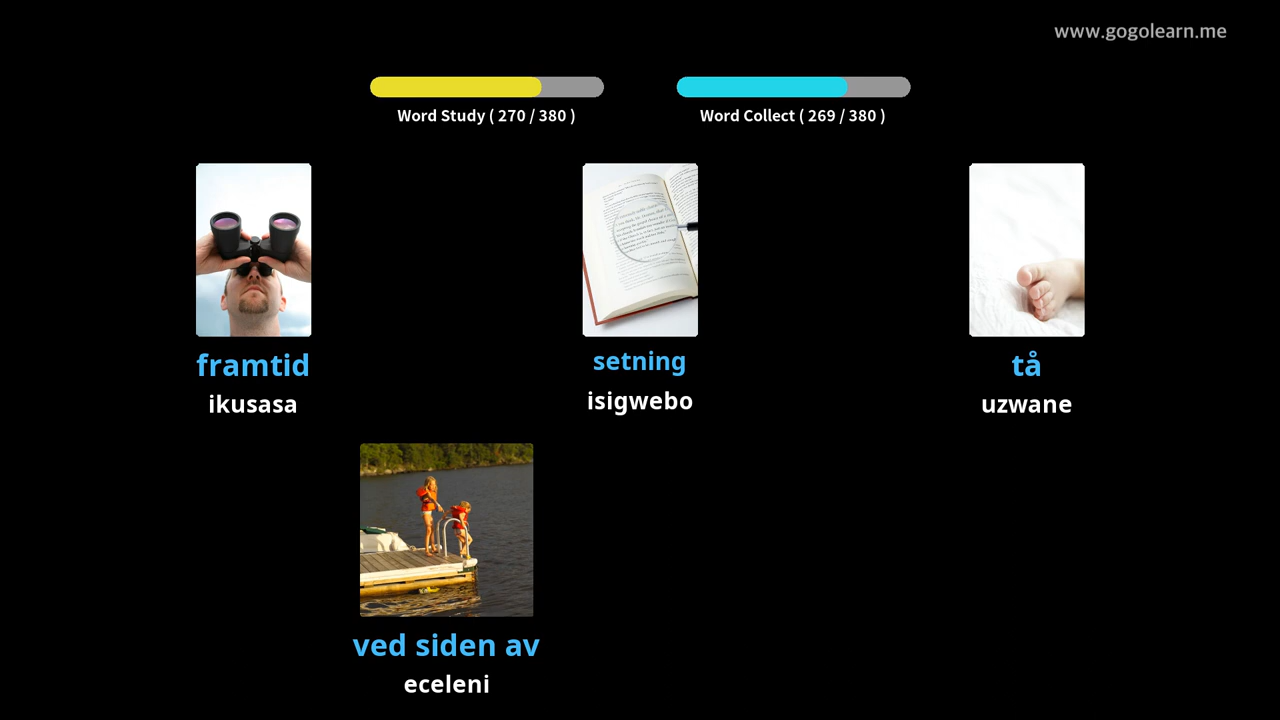 www.gogolearn.me
Word Study ( 270 / 380 )
Word Collect ( 269 / 380 )
framtid
ikusasa
setning
isigwebo
tå
uzwane
ved siden av
eceleni